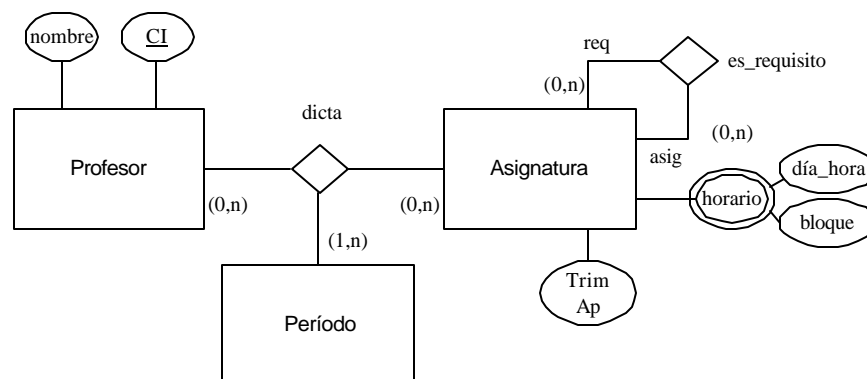 nombre
CI
req
es_requisito
(0,n)
dicta
(0,n)
asig
Profesor
Asignatura
día_hora
horario
bloque
(0,n)
(0,n)
(1,n)
Trim
Ap
Período